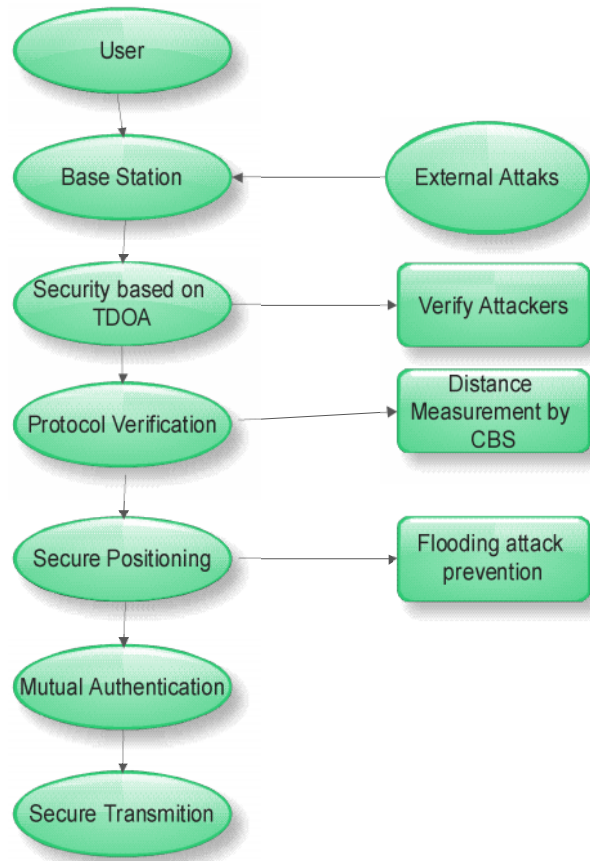 User
Base Station
External Attaks
Security based on
TDOA
Verify Attackers
Protocol Verification
Distance
Measurement by
CBS
Secure Positioning
Flooding attack
prevention
Mutual Authentication
Secure Transmition